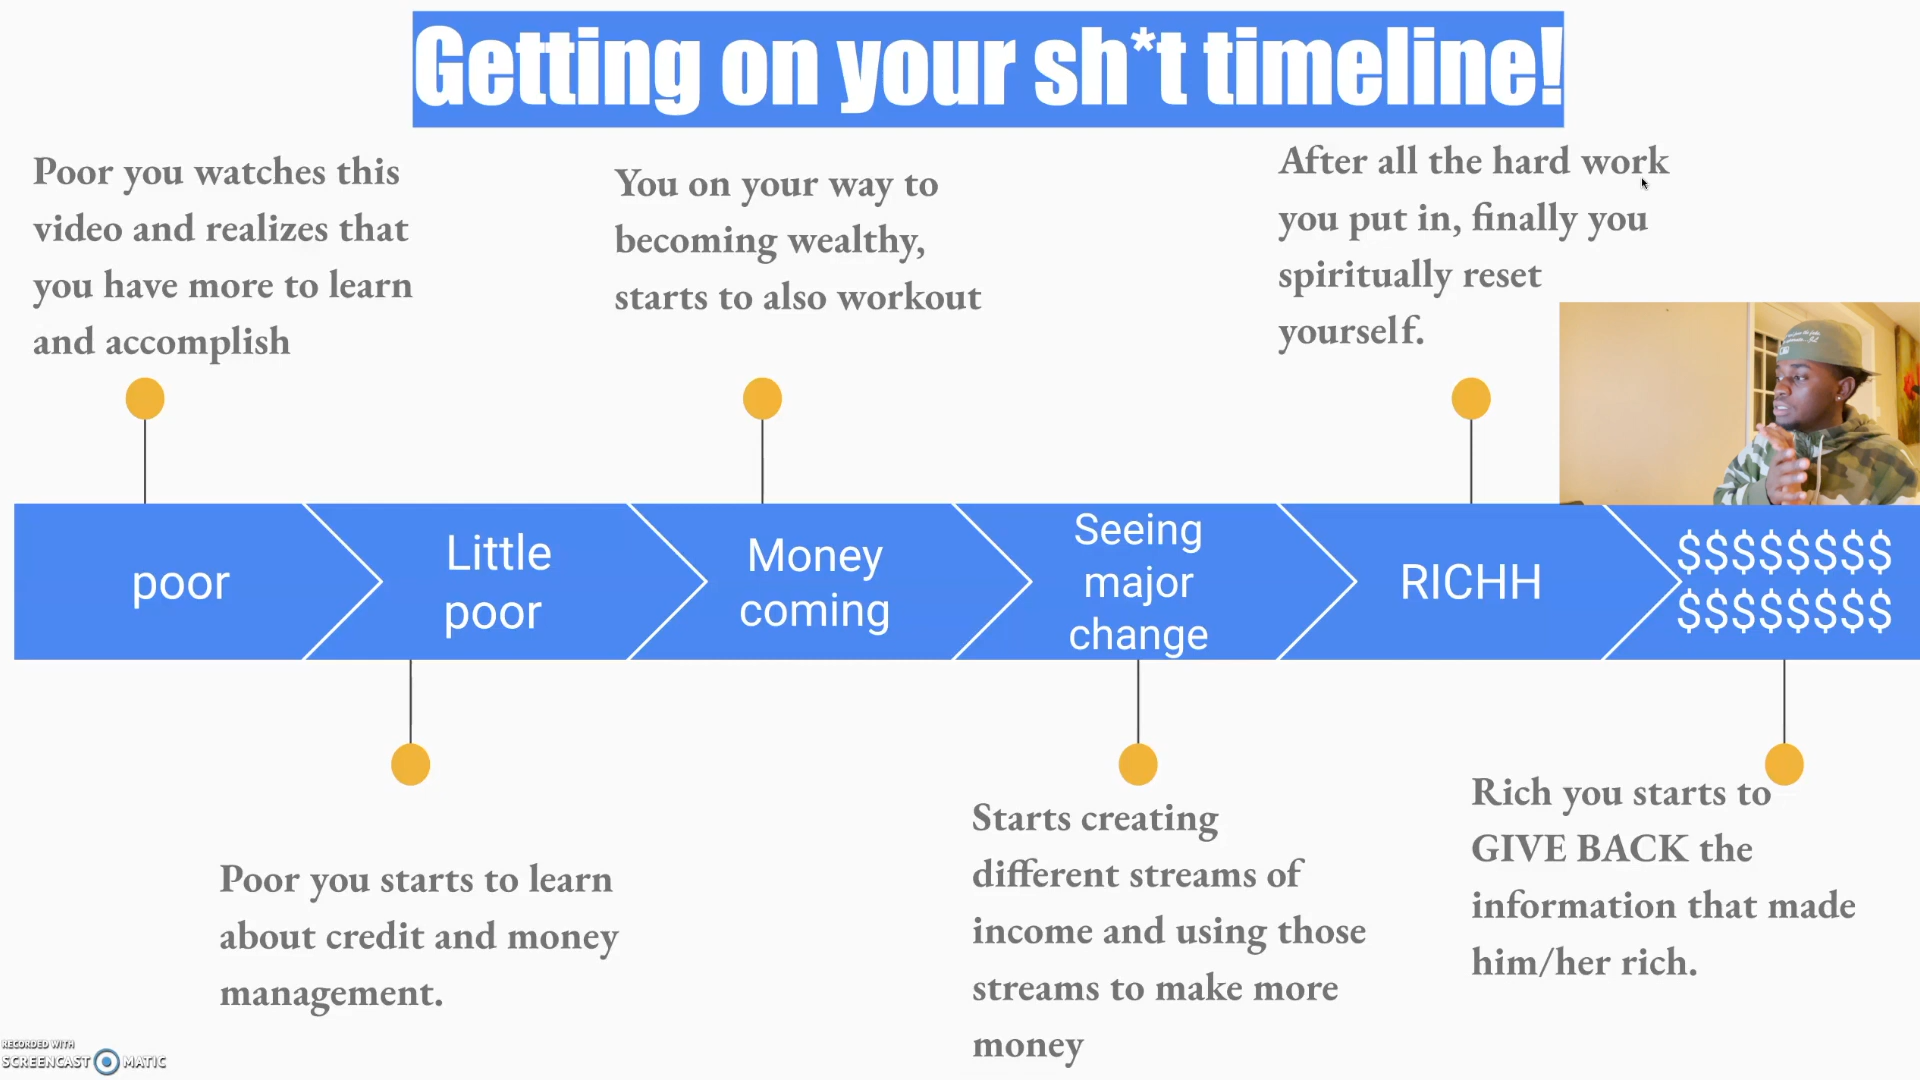 Getting on your sh*t timeline!
Poor you watches this
video and realizes that
you have more to learn
and accomplish
You on your way to
becoming wealthy,
starts to also workout
After all the hard work
you put in, finally you
spiritually reset
yourself.
poor
Little
poor
Money
coming
Seeing
major
change
RICHH
$$$$$$$$
$$$$$$$$
Poor you starts to learn
about credit and money
management.
Starts creating
different streams of
income and using those
streams to make more
money
Rich you starts to
GIVE BACK the
information that made
him/her rich.
RECORDED WITH
SCREENCAST MATIC